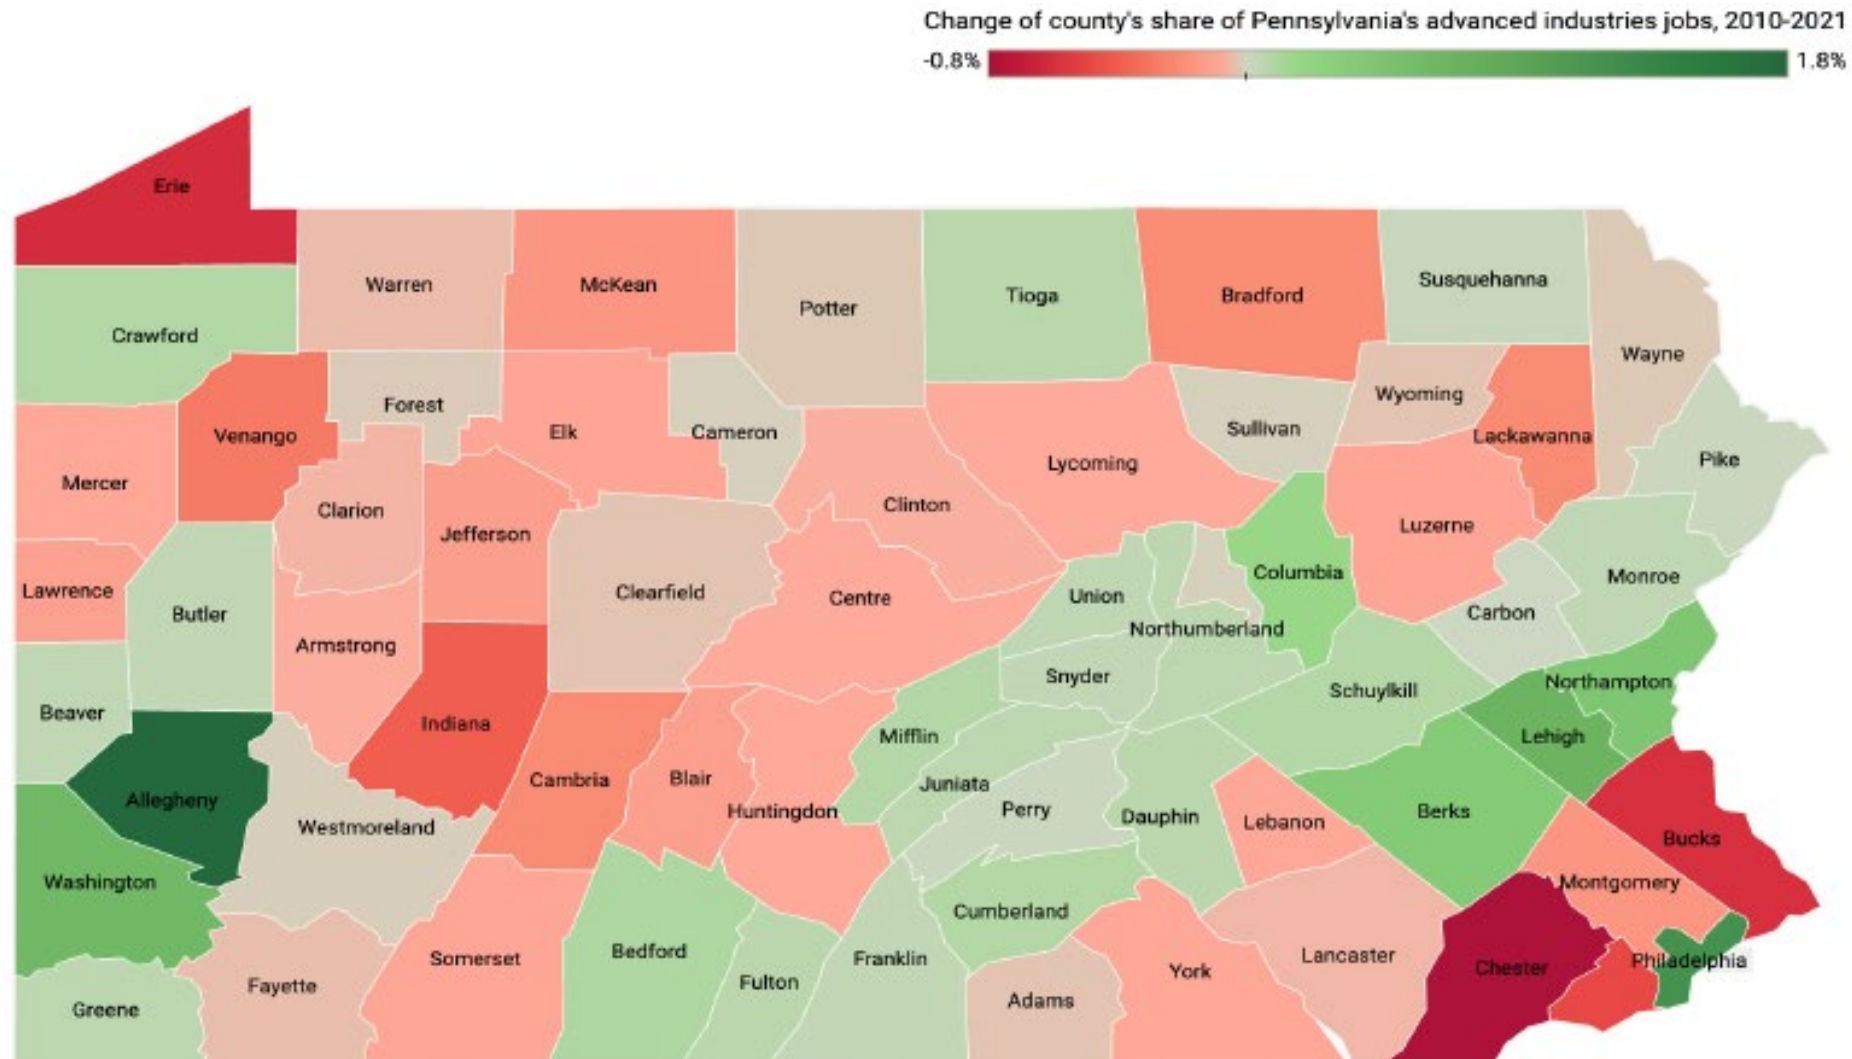 Change of county's share of Pennsylvania's advanced industries jobs, 2010-2021
-0.8%
1.8%
Erie
Warren
McKean
Potter
Tioga
Bradford
Susquehanna
Wayne
Crawford
Venango
Forest
Elk
Cameron
Sullivan
Wyoming
Lackawanna
Pike
Mercer
Clarion
Jefferson
Clearfield
Clinton
Lycoming
Luzerne
Columbia
Monroe
Lawrence
Butler
Armstrong
Centre
Union
Northumberland
Carbon
Snyder
Beaver
Indiana
Mifflin
Schuylkill
Northampton
Lehigh
Allegheny
Cambria
Blair
Huntingdon
Juniata
Perry
Dauphin
Lebanon
Berks
Bucks
Westmoreland
Washington
Montgomery
Cumberland
Greene
Fayette
Somerset
Bedford
Fulton
Franklin
Adams
York
Lancaster
Chester
Philadelphia